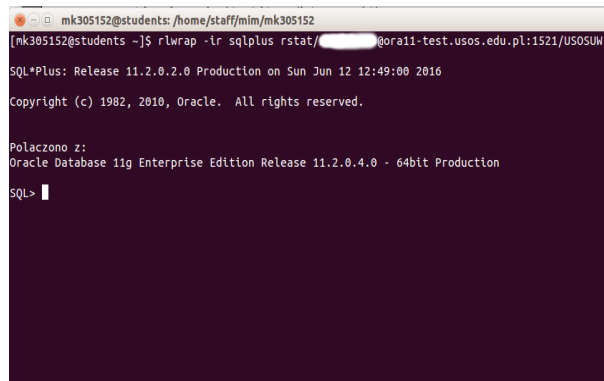 mk305152@students: /home/staff/mim/mk305152
[mk305152@students ~]$ rlwrap -ir sqlplus rstat/ @ora11-test.usos.edu.pl:1521/USOSUW
SQL*Plus: Release 11.2.0.2.0 Production on Sun Jun 12 12:49:00 2016
Copyright (c) 1982, 2010, Oracle.  All rights reserved.
Polaczono z:
Oracle Database 11g Enterprise Edition Release 11.2.0.4.0 - 64bit Production
SQL>